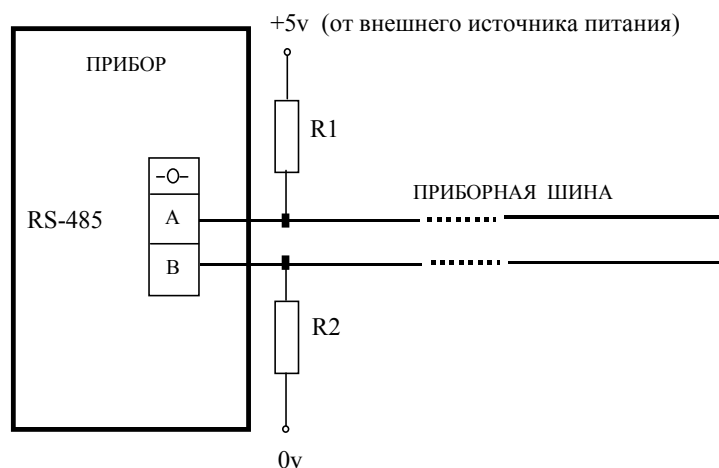 +5v (от внешнего источника питания)
ПРИБОР
R1
-O-
ПРИБОРНАЯ ШИНА
RS-485
A
B
R2
0v